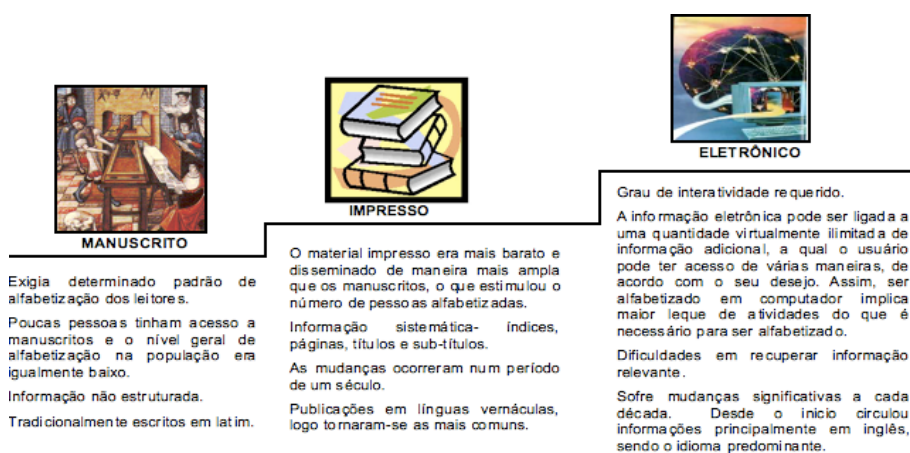 MANUSCRITO
Exigia determinado padrão de
alfabetização dos leitores.
Poucas pessoas tinham acesso a
manuscritos e o nível geral de
alfabetização na população era
igualmente baixo.
Informação não estruturada.
Tradicionalmente escritos em latim.
IMPRESSO
O material impresso era mais barato e
disseminado de maneira mais ampla
que os manuscritos, o que estimulou o
número de pessoas alfabetizadas.
Informação sistemática- índices,
páginas, títulos e sub-títulos.
As mudanças ocorreram num período
de um século.
Publicações em línguas vernáculas,
logo tornaram-se as mais comuns.
ELETRÔNICO
Grau de interatividade requerido.
A informação eletrônica pode ser ligada a
uma quantidade virtualmente ilimitada de
informação adicional, a qual o usuário
pode ter acesso de várias maneiras, de
acordo com o seu desejo. Assim, ser
alfabetizado em computador implica
maior leque de atividades do que é
necessário para ser alfabetizado.
Dificuldades em recuperar informação
relevante.
Sofre mudanças significativas a cada
década. Desde o inicio circulou
informações principalmente em inglês,
sendo o idioma predominante.